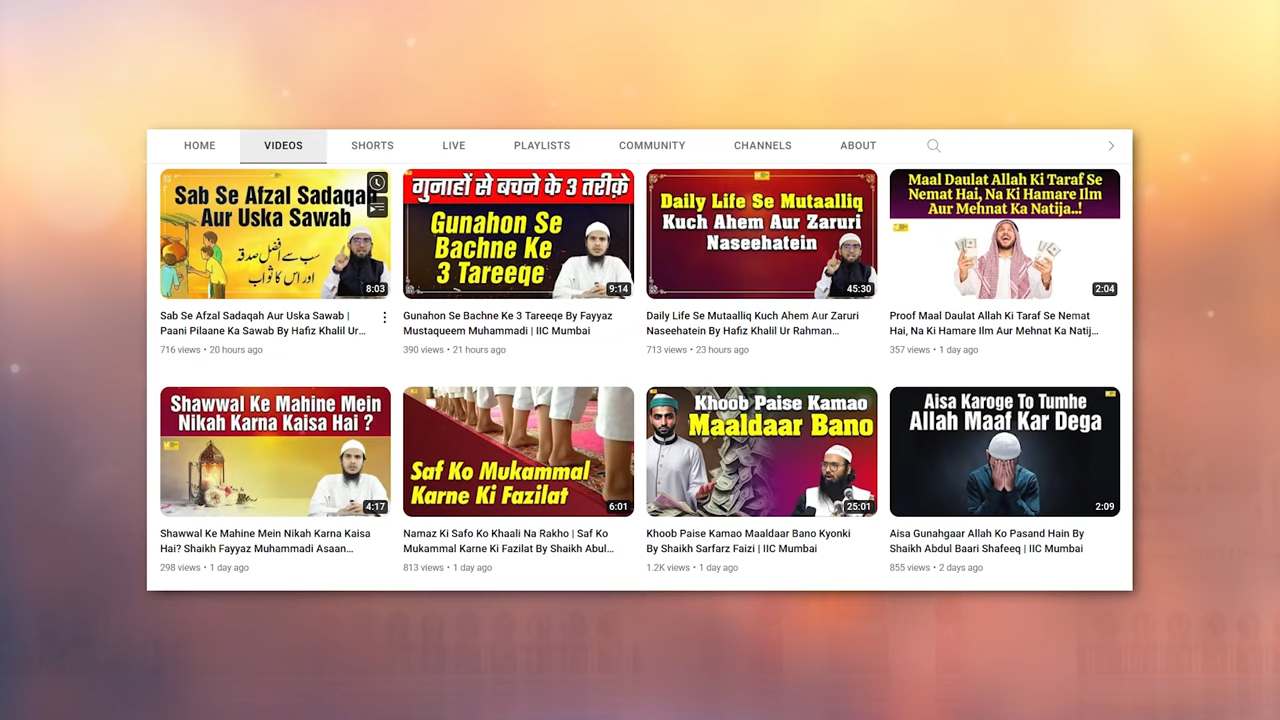 HOME VIDEOS SHORTS LIVE PLAYLISTS COMMUNITY CHANNELS ABOUT
Sab Se Afzal Sadaqah
Aur Uska Sawab
سب سے افضل صدقہ
اور اس کا ثواب
8:03
Sab Se Afzal Sadaqah Aur Uska Sawab |
Paani Pilaane Ka Sawab By Hafiz Khalil Ur...
716 views • 20 hours ago
गुनाहों से बचने के 3 तरीक़े
Gunahon Se
Bachne Ke
3 Tareeqe
9:14
Gunahon Se Bachne Ke 3 Tareeqe By Fayyaz
Mustaqueem Muhammadi | IIC Mumbai
390 views • 21 hours ago
Daily Life Se Mutaalliq
Kuch Ahem Aur Zaruri
Naseehatein
45:30
Daily Life Se Mutaalliq Kuch Ahem Aur Zaruri
Naseehatein By Hafiz Khalil Ur Rahman...
713 views • 23 hours ago
Maal Daulat Allah Ki Taraf Se
Nemat Hai, Na Ki Hamare Ilm
Aur Mehnat Ka Natija..!
2:04
Proof Maal Daulat Allah Ki Taraf Se Nemat
Hai, Na Ki Hamare Ilm Aur Mehnat Ka Natij...
357 views • 1 day ago
Shawwal Ke Mahine Mein
Nikah Karna Kaisa Hai ?
4:17
Shawwal Ke Mahine Mein Nikah Karna Kaisa
Hai? Shaikh Fayyaz Muhammadi Asaan...
298 views • 1 day ago
Saf Ko Mukammal
Karne Ki Fazilat
6:01
Namaz Ki Safo Ko Khaali Na Rakho | Saf Ko
Mukammal Karne Ki Fazilat By Shaikh Abul...
813 views • 1 day ago
Khoob Paise Kamao
Maaldaar Bano
25:01
Khoob Paise Kamao Maaldaar Bano Kyonki
By Shaikh Sarfarz Faizi | IIC Mumbai
1.2K views • 1 day ago
Aisa Karoge To Tumhe
Allah Maaf Kar Dega
2:09
Aisa Gunahgaar Allah Ko Pasand Hain By
Shaikh Abdul Baari Shafeeq | IIC Mumbai
855 views • 2 days ago